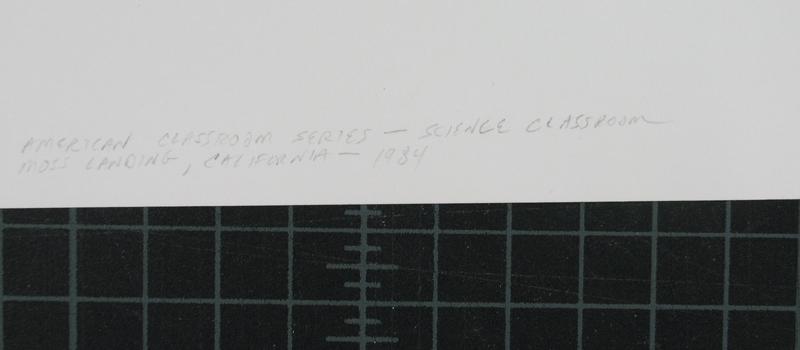 AMERICAN CLASSROOM SERIES — SCIENCE CLASSROOM
MOSS LANDING, CALIFORNIA — 1984